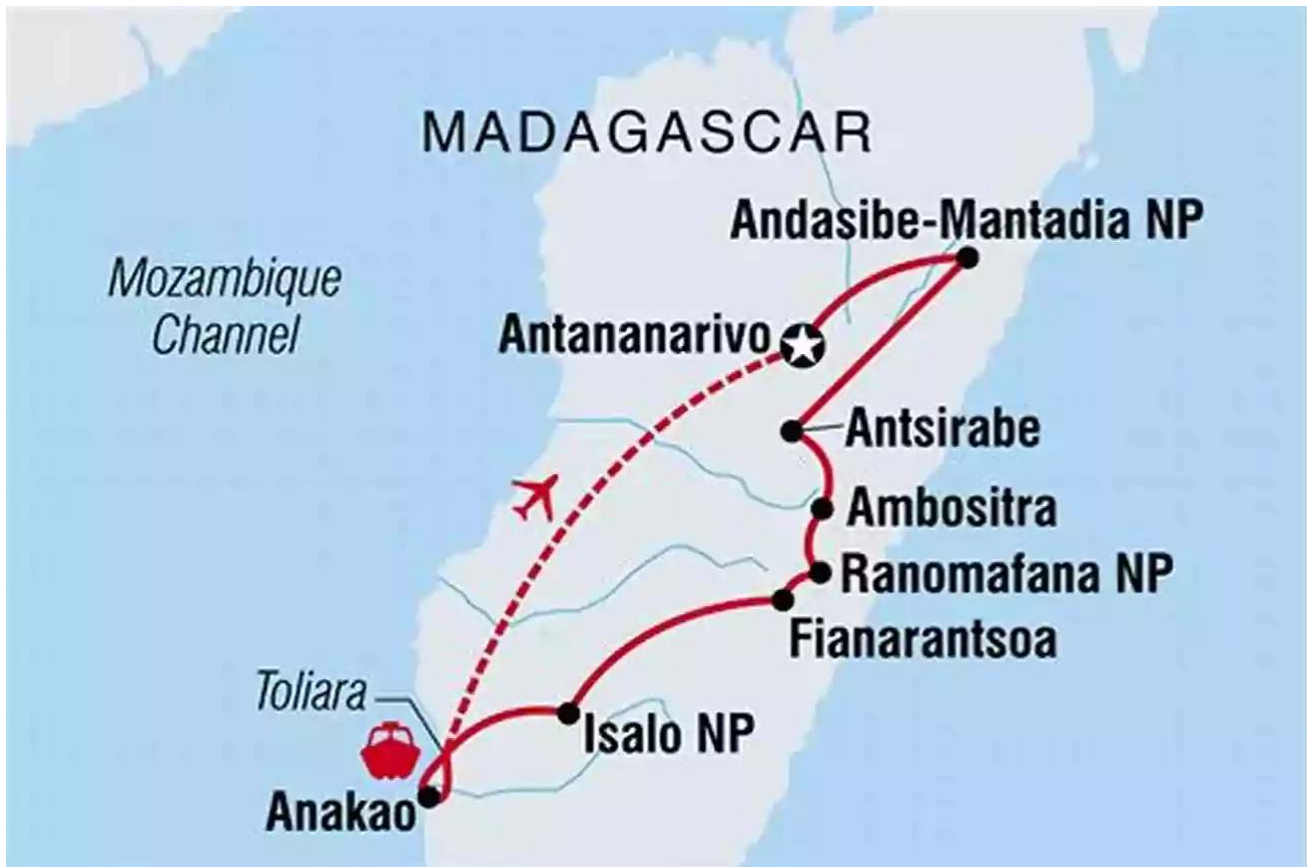 MADAGASCAR
Andasibe-Mantadia NP
Mozambique
Channel
Antananarivo
Antsirabe
Ambositra
Ranomafana NP
Fianarantsoa
Toliara
Isalo NP
Anakao